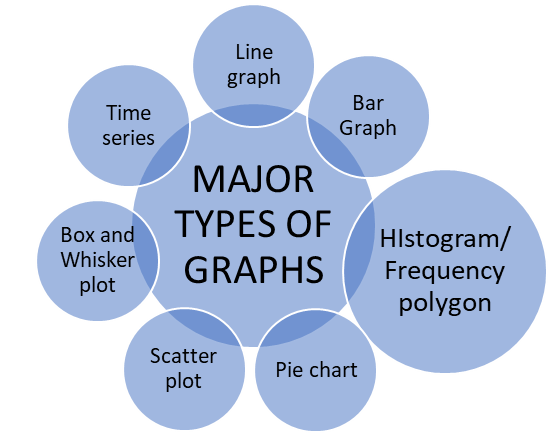 MAJOR
TYPES OF
GRAPHS
Line
graph
Bar
Graph
HIstogram/
Frequency
polygon
Pie chart
Scatter
plot
Box and
Whisker
plot
Time
series